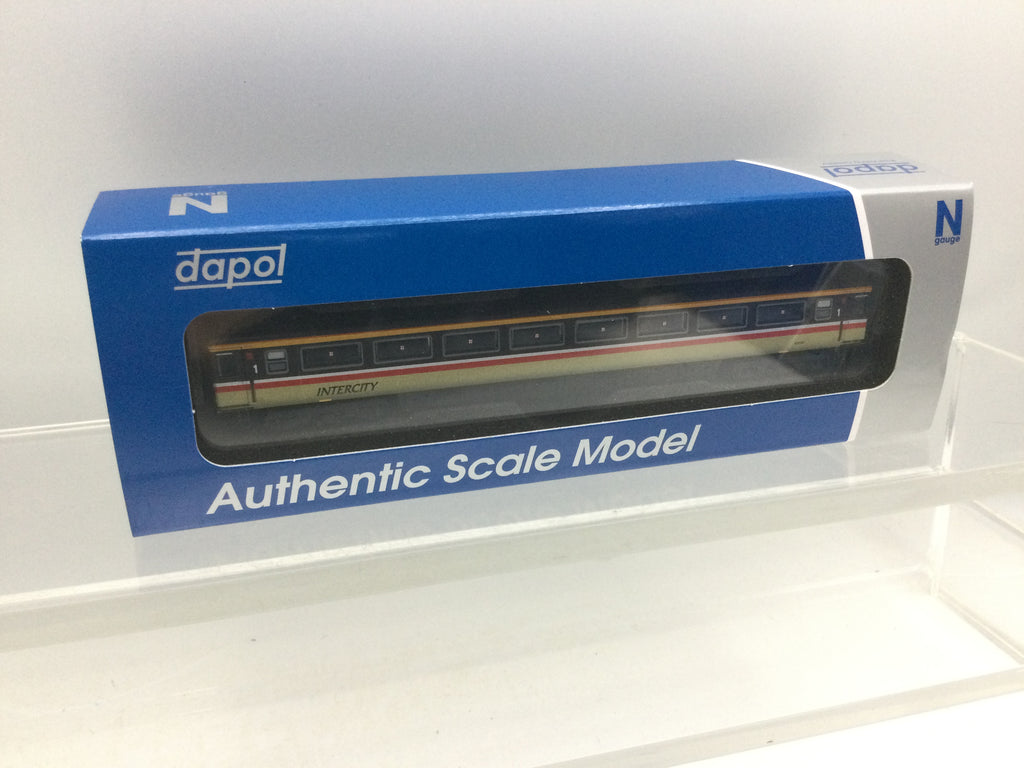 N
gauge
dapol
dapol
N
gauge
1
1
INTERCITY
Authentic Scale Model